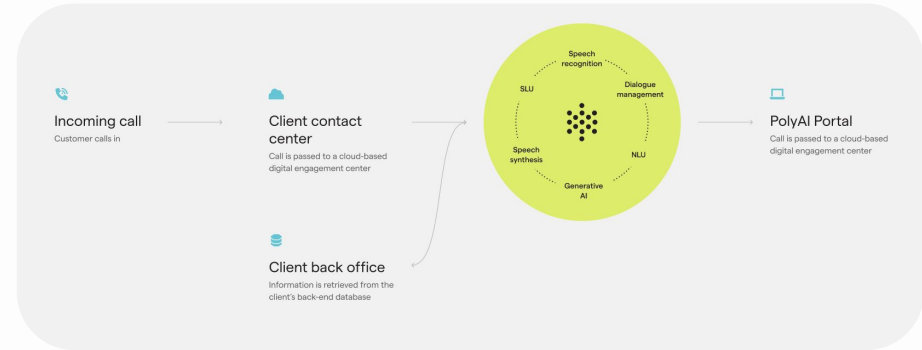 Incoming call
Customer calls in
Client contact
center
Call is passed to a cloud-based
digital engagement center
Client back office
Information is retrieved from the
client's back-end database
Speech
recognition
Dialogue
management
NLU
Generative
AI
Speech
synthesis
SLU
PolyAI Portal
Call is passed to a cloud-based
digital engagement center